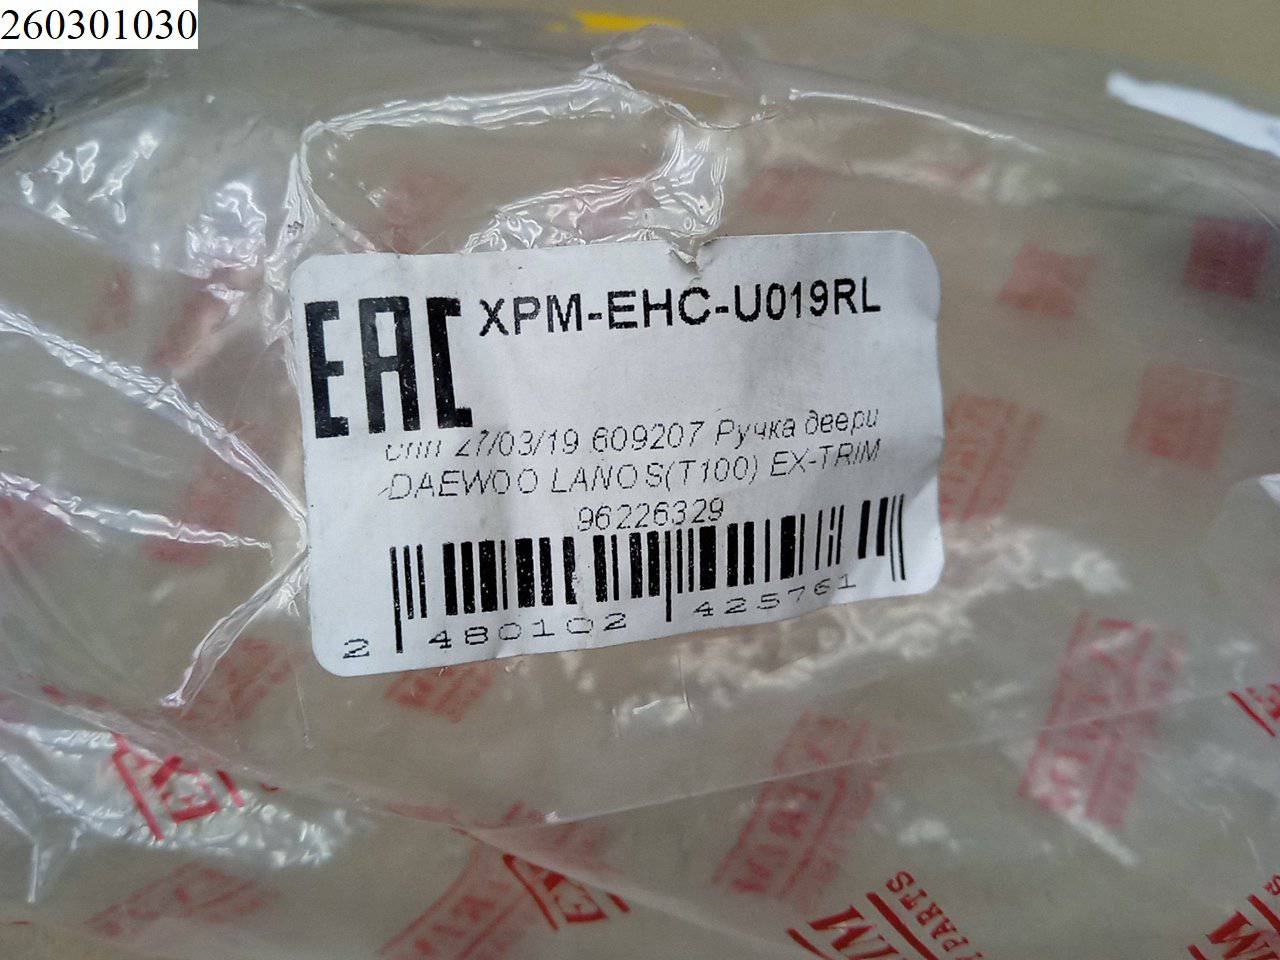 260301030
EAC
XPM-EHC-U019RL
27/03/19 609207 Ручка двери
DAEWOO LANOS(T100) EX-TRIM
96226329
2 480102 425761
PARTS